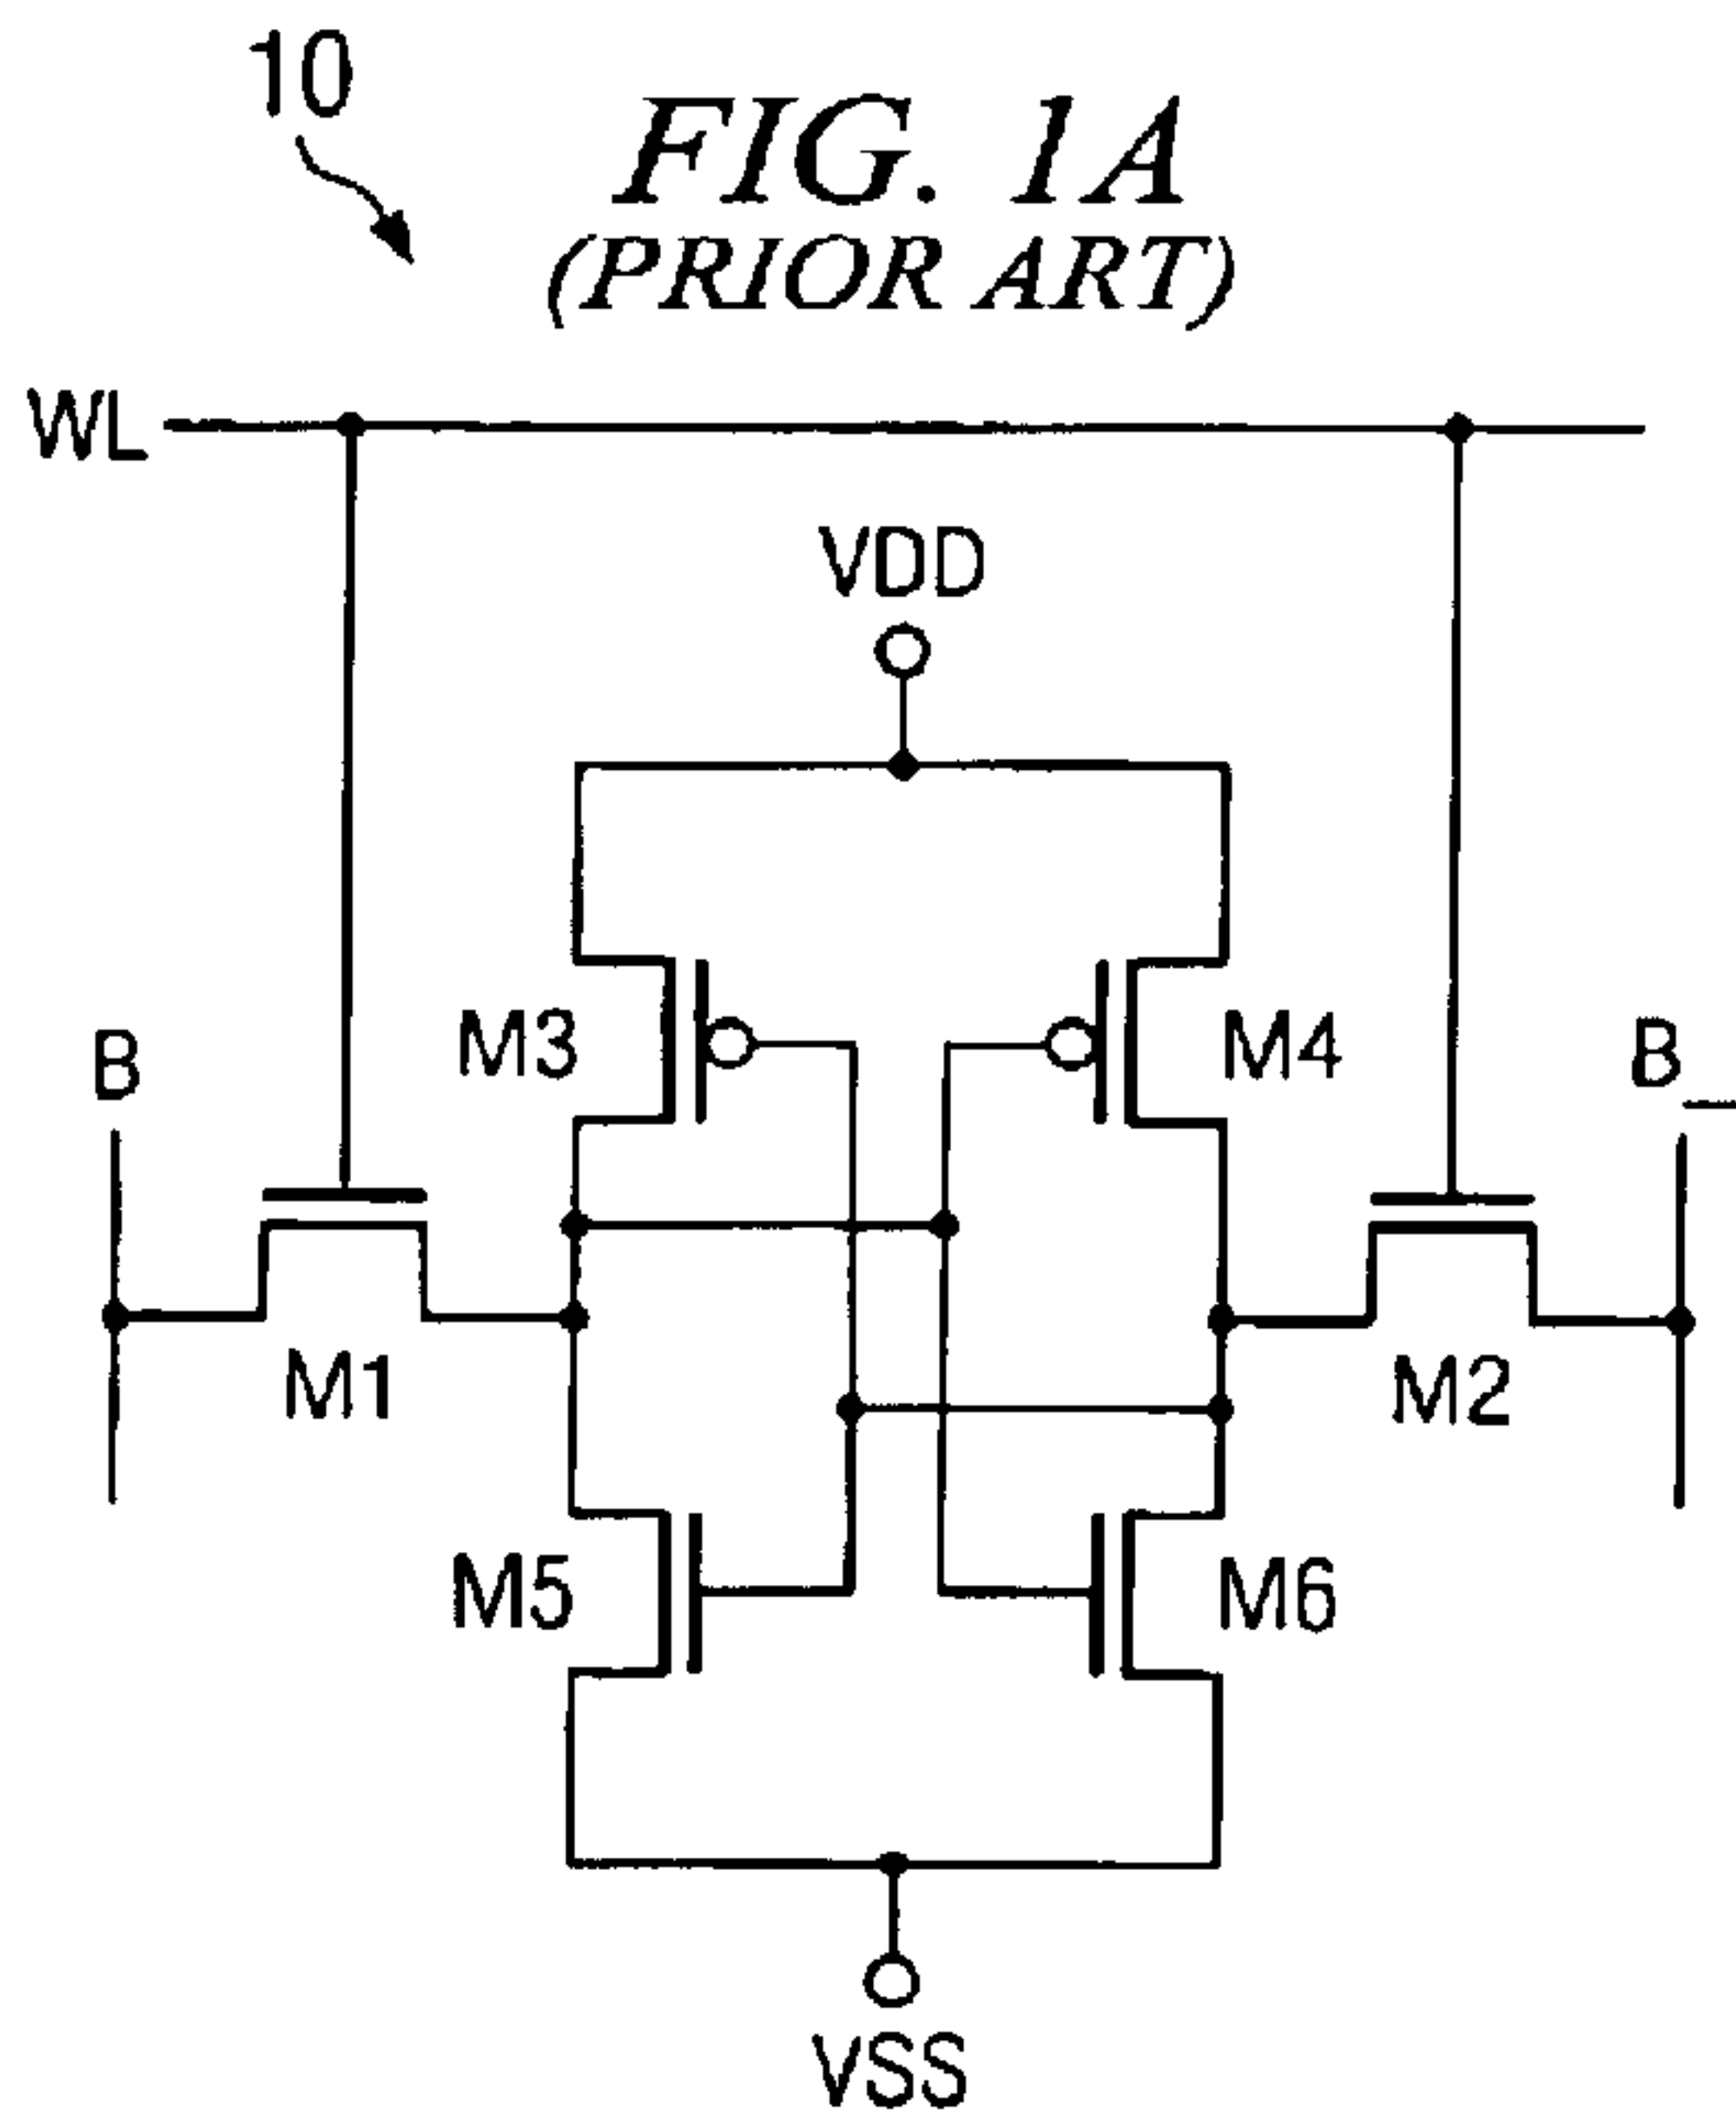 10
FIG. 1A
(PRIOR ART)
WL
VDD
M3
M4
B
B_
M1
M2
M5
M6
VSS